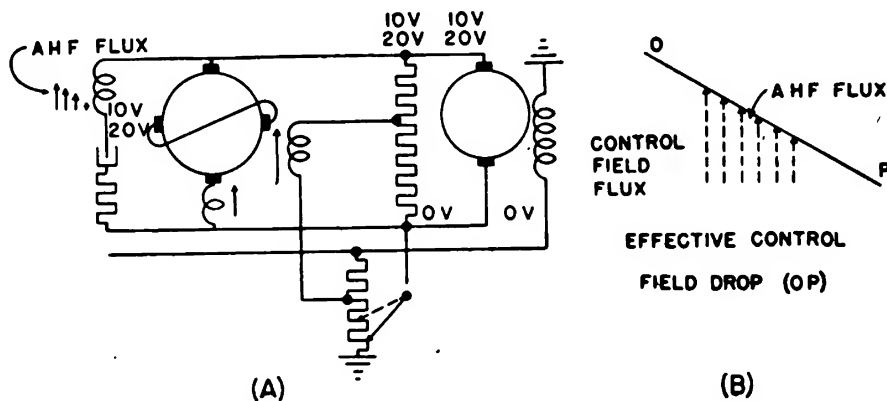 10V 10V
20V 20V
AHF FLUX
10V
20V
0V 0V
(A)
O
AHF FLUX
CONTROL
FIELD
FLUX
P
EFFECTIVE CONTROL
FIELD DROP (OP)
(B)